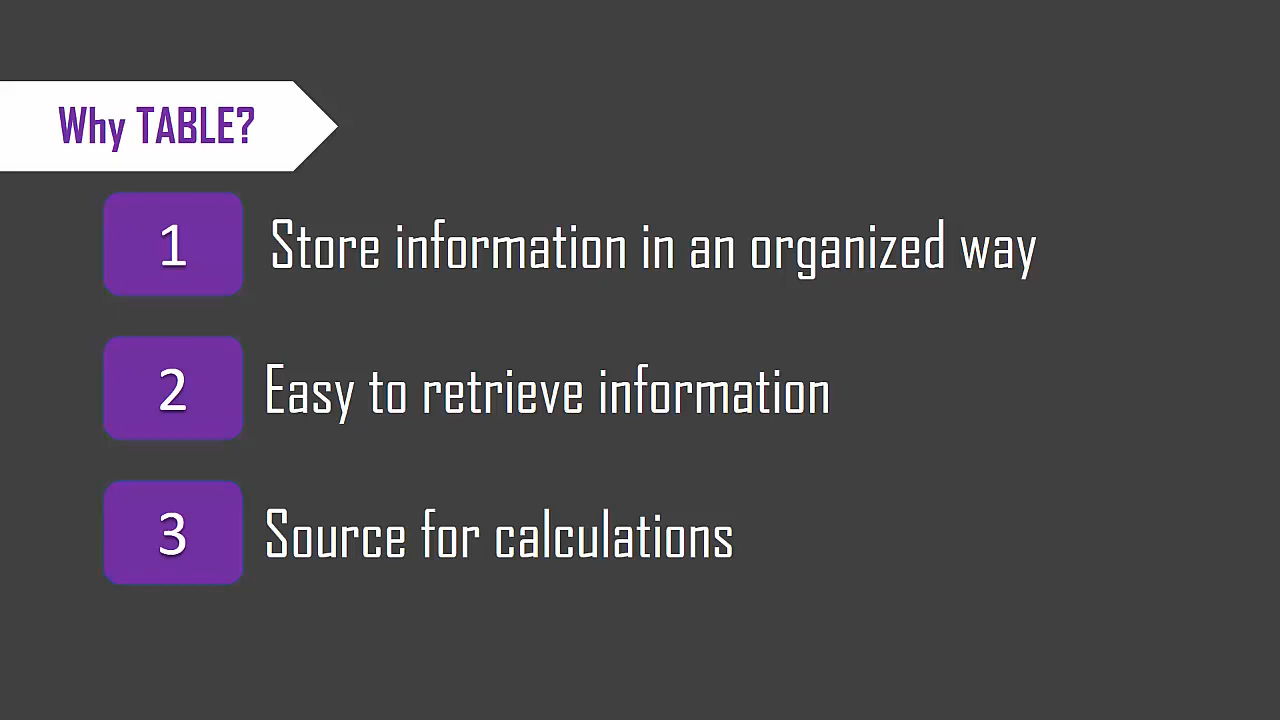 Why TABLE?
1 Store information in an organized way
2 Easy to retrieve information
3 Source for calculations